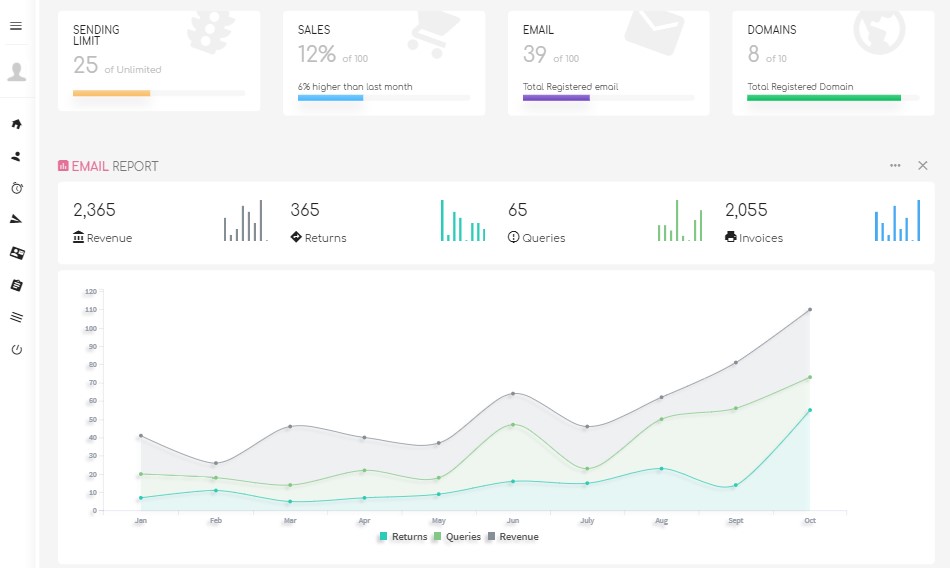 SENDING
LIMIT
25 of Unlimited
SALES
12% of 100
6% higher than last month
EMAIL
39 of 100
Total Registered email
DOMAINS
8 of 10
Total Registered Domain
EMAIL REPORT
2,365
Revenue
365
Returns
65
Queries
2,055
Invoices
120
110
100
90
80
70
60
50
40
30
20
10
0
Jan Feb Mar Apr May Jun July Aug Sept Oct
Returns Queries Revenue